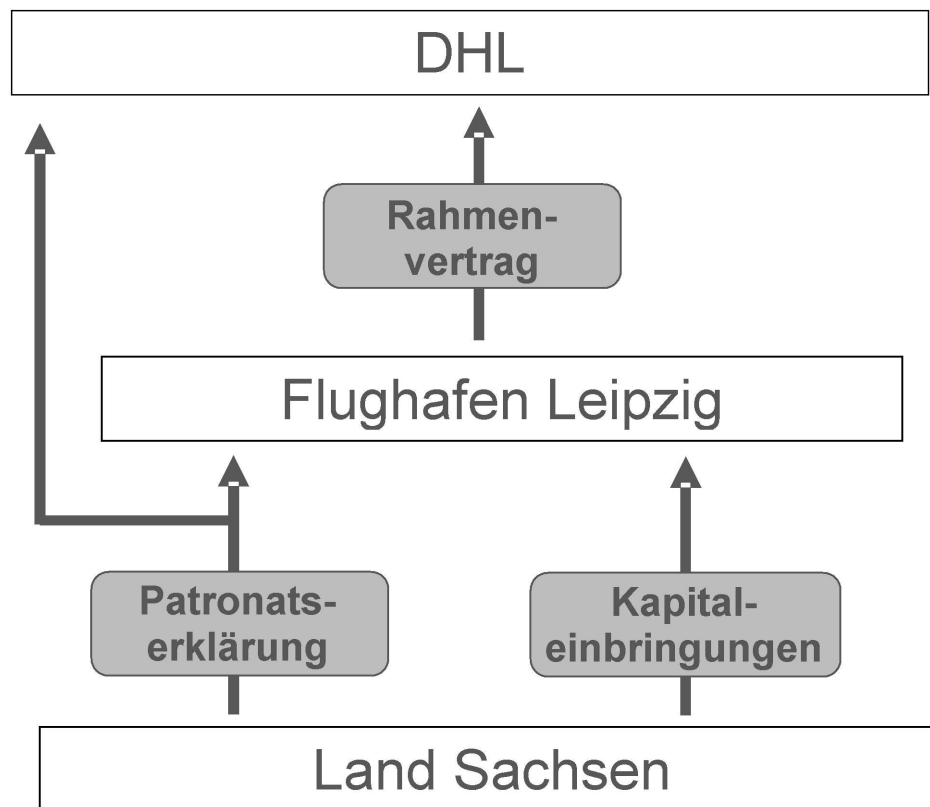 DHL
Rahmen-
vertrag
Flughafen Leipzig
Patronats-
erklärung
Kapital-
einbringungen
Land Sachsen